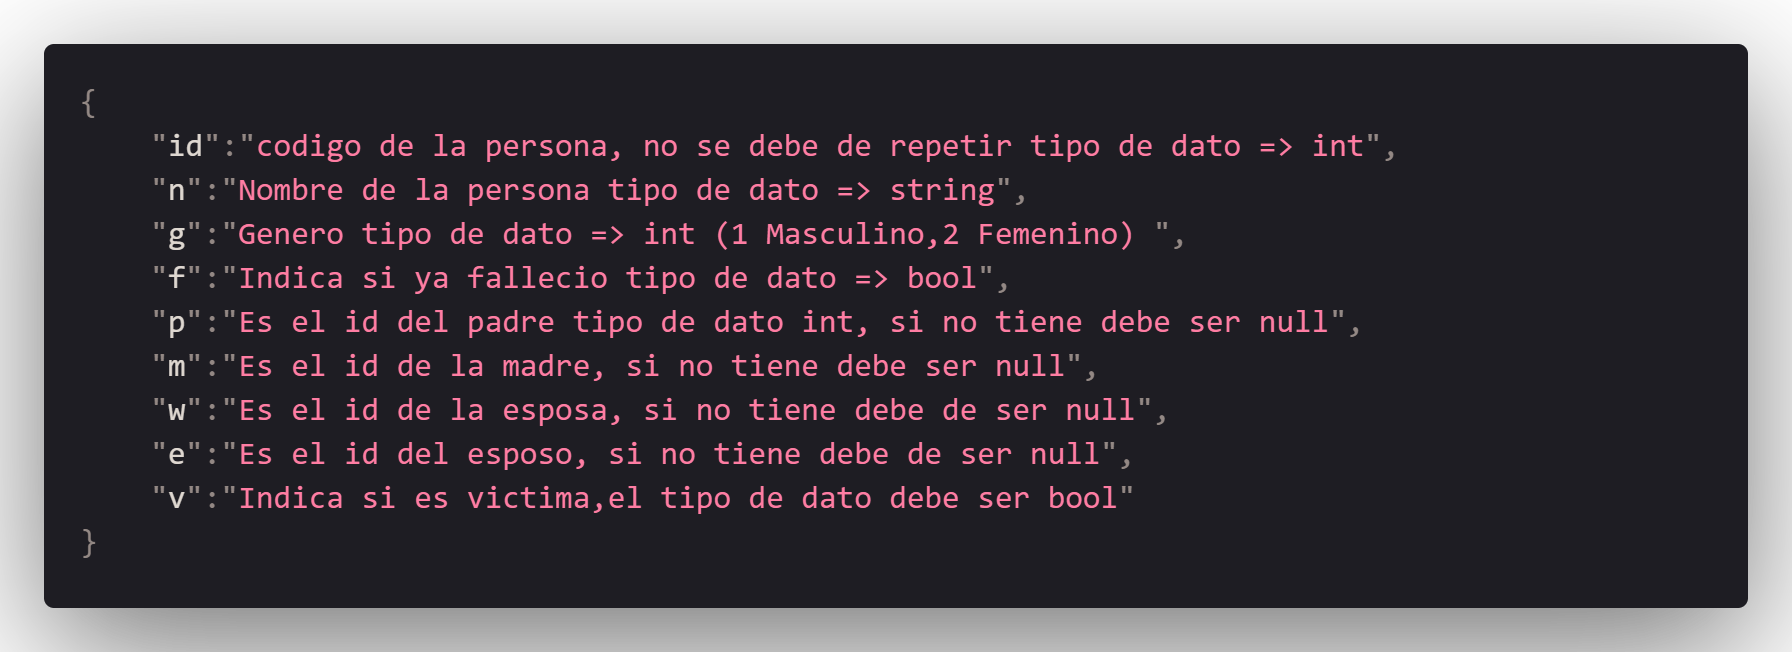 {
"id":"codigo de la persona, no se debe de repetir tipo de dato => int",
"n":"Nombre de la persona tipo de dato => string",
"g":"Genero tipo de dato => int (1 Masculino,2 Femenino) ",
"f":"Indica si ya fallecio tipo de dato => bool",
"p":"Es el id del padre tipo de dato int, si no tiene debe ser null",
"m":"Es el id de la madre, si no tiene debe ser null",
"w":"Es el id de la esposa, si no tiene debe de ser null",
"e":"Es el id del esposo, si no tiene debe de ser null",
"v":"Indica si es victima,el tipo de dato debe ser bool"
}